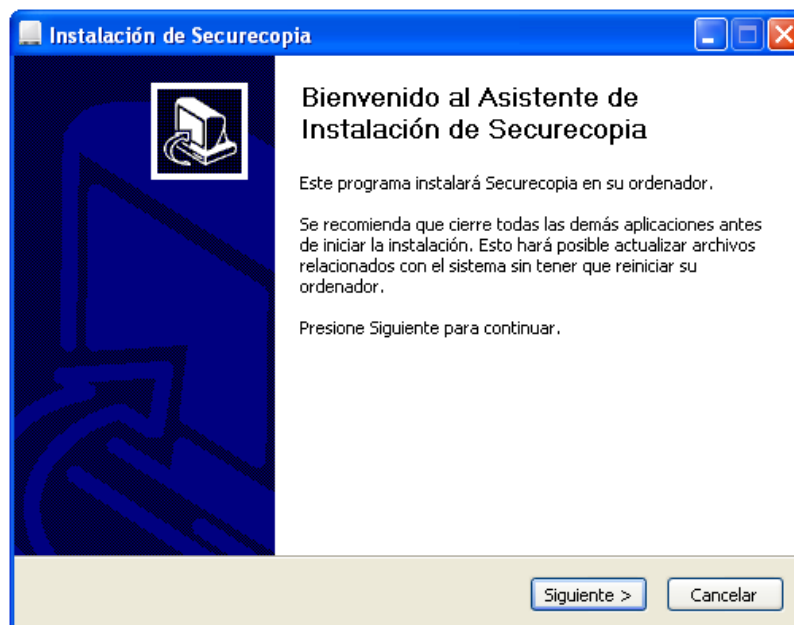 Instalación de Securecopia
Bienvenido al Asistente de
Instalación de Securecopia
Este programa instalará Securecopia en su ordenador.
Se recomienda que cierre todas las demás aplicaciones antes
de iniciar la instalación. Esto hará posible actualizar archivos
relacionados con el sistema sin tener que reiniciar su
ordenador.
Presione Siguiente para continuar.
Siguiente >
Cancelar